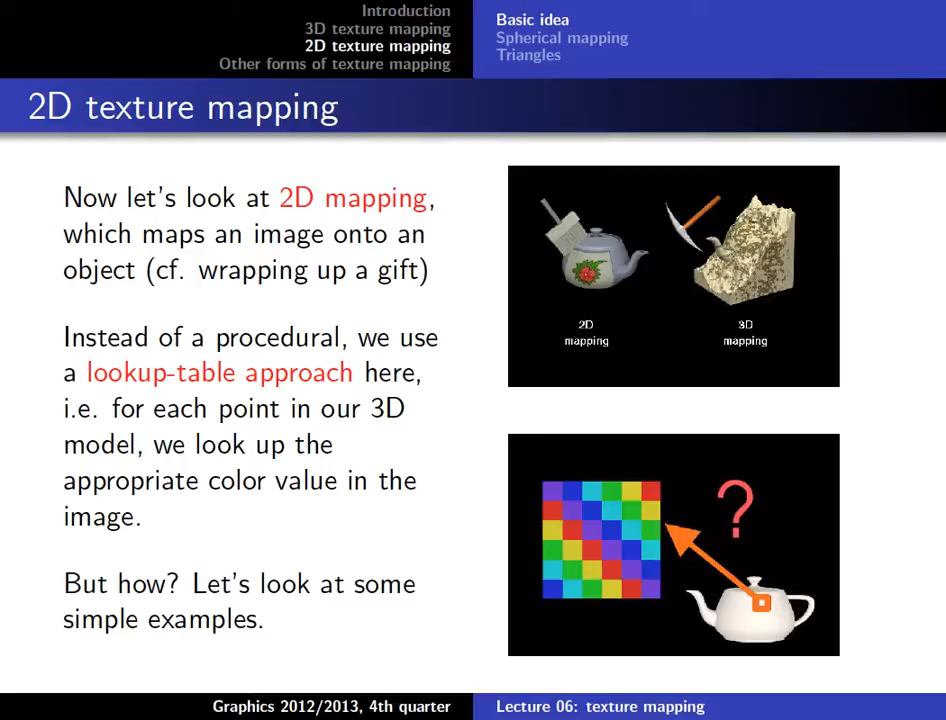 Introduction
3D texture mapping
2D texture mapping
Other forms of texture mapping
Basic idea
Spherical mapping
Triangles
2D texture mapping
Now let's look at 2D mapping,
which maps an image onto an
object (cf. wrapping up a gift)
Instead of a procedural, we use
a lookup-table approach here,
i.e. for each point in our 3D
model, we look up the
appropriate color value in the
image.
But how? Let's look at some
simple examples.
2D
mapping
3D
mapping
?
Graphics 2012/2013, 4th quarter
Lecture 06: texture mapping